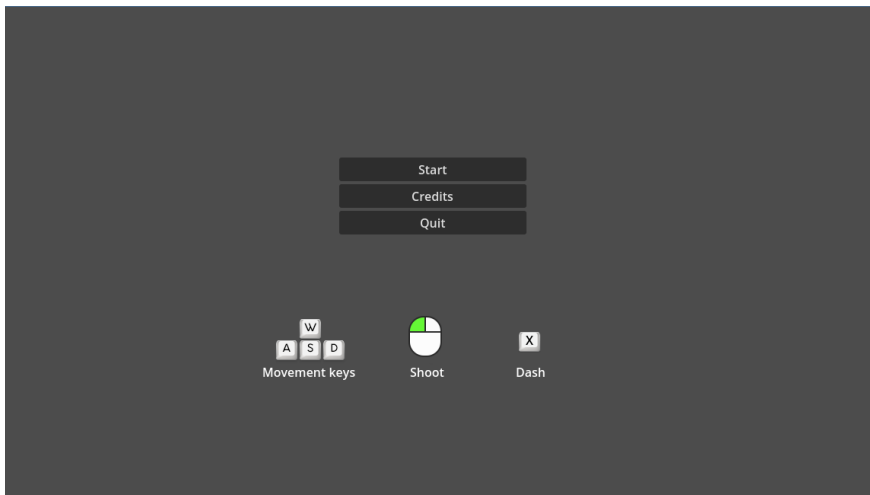 Start
Credits
Quit
W
A S D
X
Movement keys
Shoot
Dash